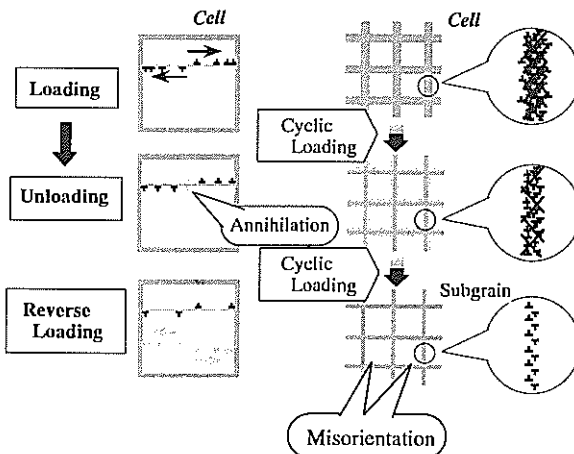 Cell
Loading
Unloading
Annihilation
Reverse
Loading
Cell
Cyclic
Loading
Cyclic
Loading
Subgrain
Misorientation